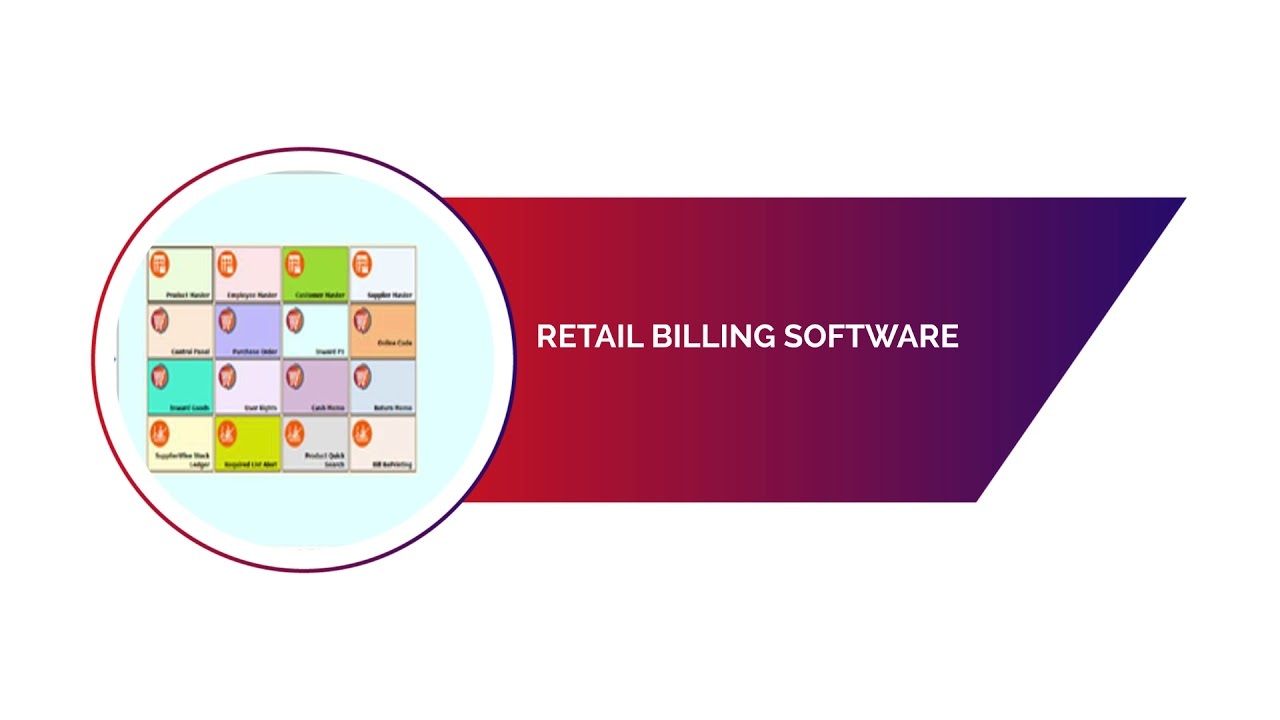 Product Master
Employee Master
Customer Master
Supplier Master
Control Panel
Purchase Order
Inward PI
Online Code
Inward Goods
User Rights
Cash Memo
Return Memo
SupplierWise Stock
Ledger
Required List Alert
Product Quick
Search
Bill RePrinting
RETAIL BILLING SOFTWARE